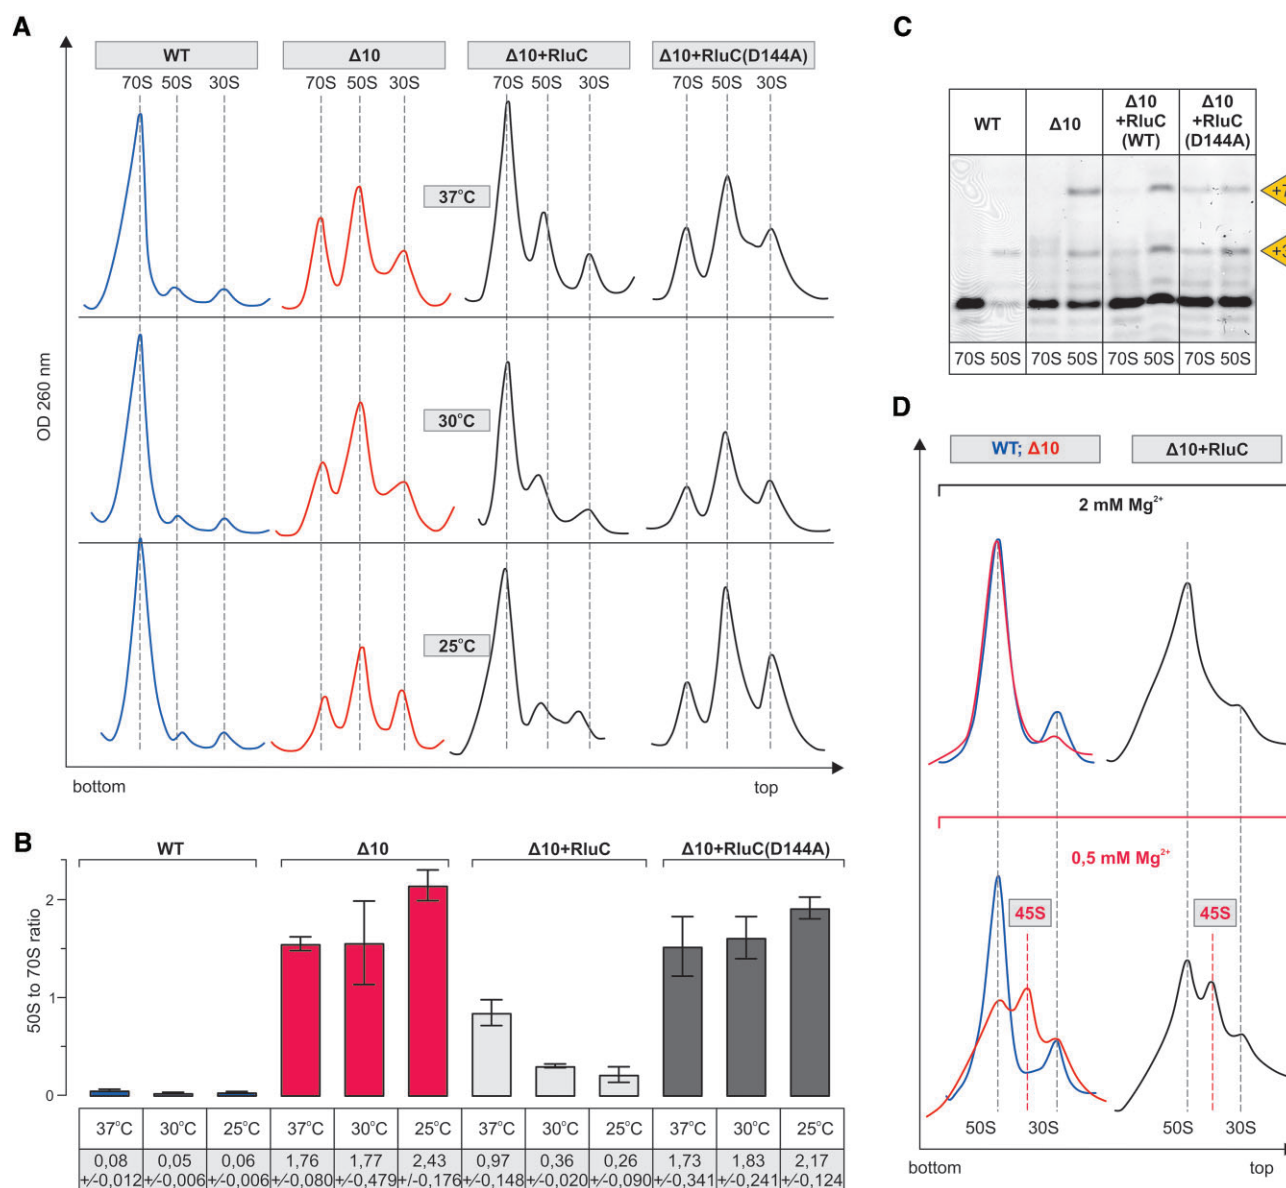 A
WT
Δ10
Δ10+RluC
Δ10+RluC(D144A)
70S 50S 30S
70S 50S 30S
70S 50S 30S
70S 50S 30S
37°C
30°C
25°C
OD 260 nm
bottom
top
B
WT
Δ10
Δ10+RluC
Δ10+RluC(D144A)
50S to 70S ratio
2
1
0
37°C 30°C 25°C 37°C 30°C 25°C 37°C 30°C 25°C 37°C 30°C 25°C
0,08 0,05 0,06 1,76 1,77 2,43 0,97 0,36 0,26 1,73 1,83 2,17
+/-0,012 +/-0,006 +/-0,006 +/-0,080 +/-0,479 +/-0,176 +/-0,148 +/-0,020 +/-0,090 +/-0,341 +/-0,241 +/-0,124
C
WT
Δ10
Δ10
+RluC
(WT)
Δ10
+RluC
(D144A)
+7
+3
70S 50S 70S 50S 70S 50S 70S 50S
D
WT; Δ10
Δ10+RluC
2 mM Mg²⁺
0,5 mM Mg²⁺
45S
45S
50S 30S
50S 30S
bottom
top